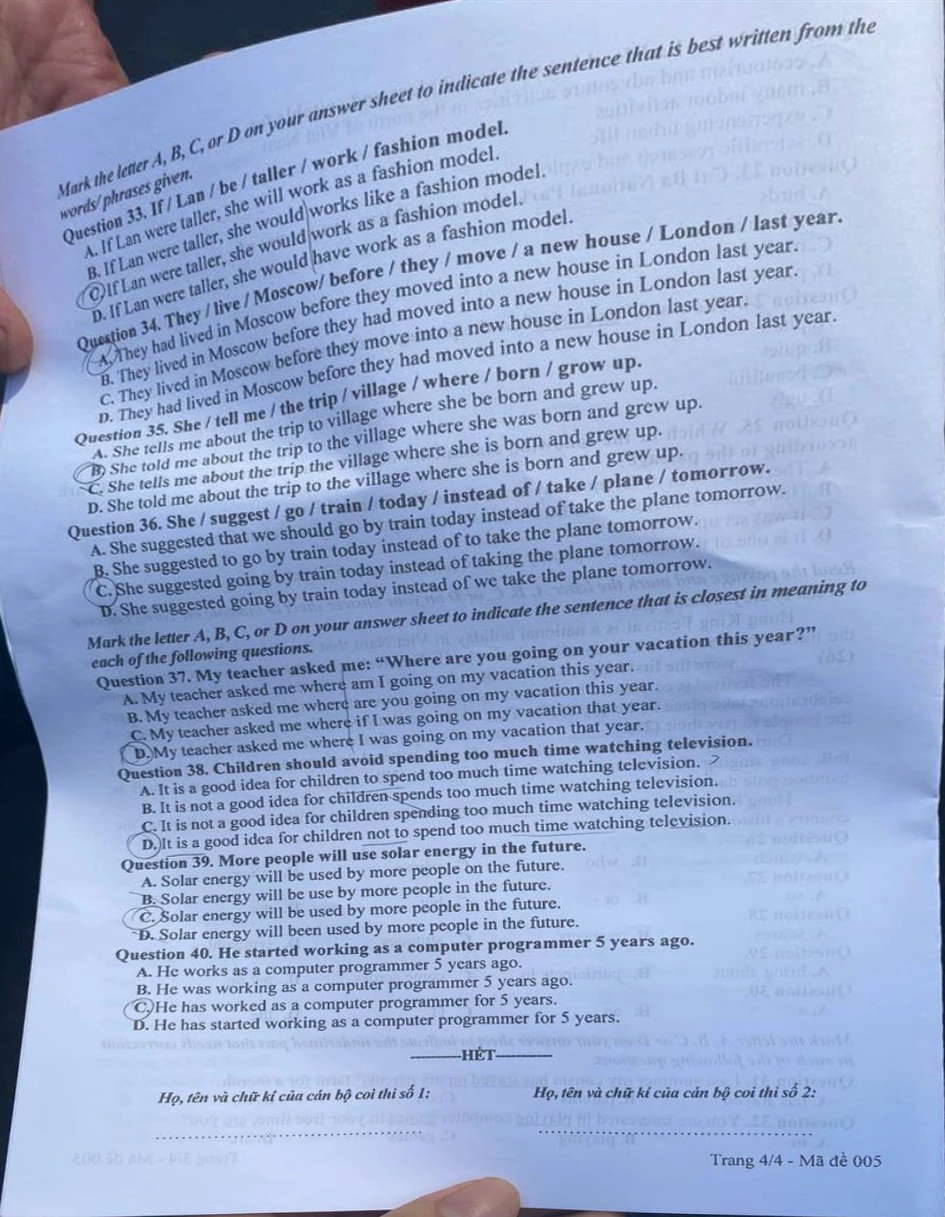 Mark the letter A, B, C, or D on your answer sheet to indicate the sentence that is best written from the
words/ phrases given.
Question 33. If / Lan / be / taller / work / fashion model.
A. If Lan were taller, she will work as a fashion model.
B. If Lan were taller, she would works like a fashion model.
C. If Lan were taller, she would work as a fashion model.
D. If Lan were taller, she would have work as a fashion model.
Question 34. They / live / Moscow/ before / they / move / a new house / London / last year.
A. They had lived in Moscow before they moved into a new house in London last year.
B. They lived in Moscow before they had moved into a new house in London last year.
C. They lived in Moscow before they move into a new house in London last year.
D. They had lived in Moscow before they had moved into a new house in London last year.
Question 35. She / tell me / the trip / village / where / born / grow up.
A. She tells me about the trip to village where she be born and grew up.
B. She told me about the trip to the village where she was born and grew up.
C. She tells me about the trip the village where she is born and grew up.
D. She told me about the trip to the village where she is born and grew up.
Question 36. She / suggest / go / train / today / instead of / take / plane / tomorrow.
A. She suggested that we should go by train today instead of take the plane tomorrow.
B. She suggested to go by train today instead of to take the plane tomorrow.
C. She suggested going by train today instead of taking the plane tomorrow.
D. She suggested going by train today instead of we take the plane tomorrow.
Mark the letter A, B, C, or D on your answer sheet to indicate the sentence that is closest in meaning to
each of the following questions.
Question 37. My teacher asked me: “Where are you going on your vacation this year?”
A. My teacher asked me where am I going on my vacation this year.
B. My teacher asked me where are you going on my vacation this year.
C. My teacher asked me where if I was going on my vacation that year.
D. My teacher asked me where I was going on my vacation that year.
Question 38. Children should avoid spending too much time watching television.
A. It is a good idea for children to spend too much time watching television. ?
B. It is not a good idea for children spends too much time watching television.
C. It is not a good idea for children spending too much time watching television.
D. It is a good idea for children not to spend too much time watching television.
Question 39. More people will use solar energy in the future.
A. Solar energy will be used by more people on the future.
B. Solar energy will be use by more people in the future.
C. Solar energy will be used by more people in the future.
D. Solar energy will been used by more people in the future.
Question 40. He started working as a computer programmer 5 years ago.
A. He works as a computer programmer 5 years ago.
B. He was working as a computer programmer 5 years ago.
C. He has worked as a computer programmer for 5 years.
D. He has started working as a computer programmer for 5 years.
----------HẾT----------
Họ, tên và chữ kí của cán bộ coi thi số 1: Họ, tên và chữ kí của cán bộ coi thi số 2:
Trang 4/4 - Mã đề 005